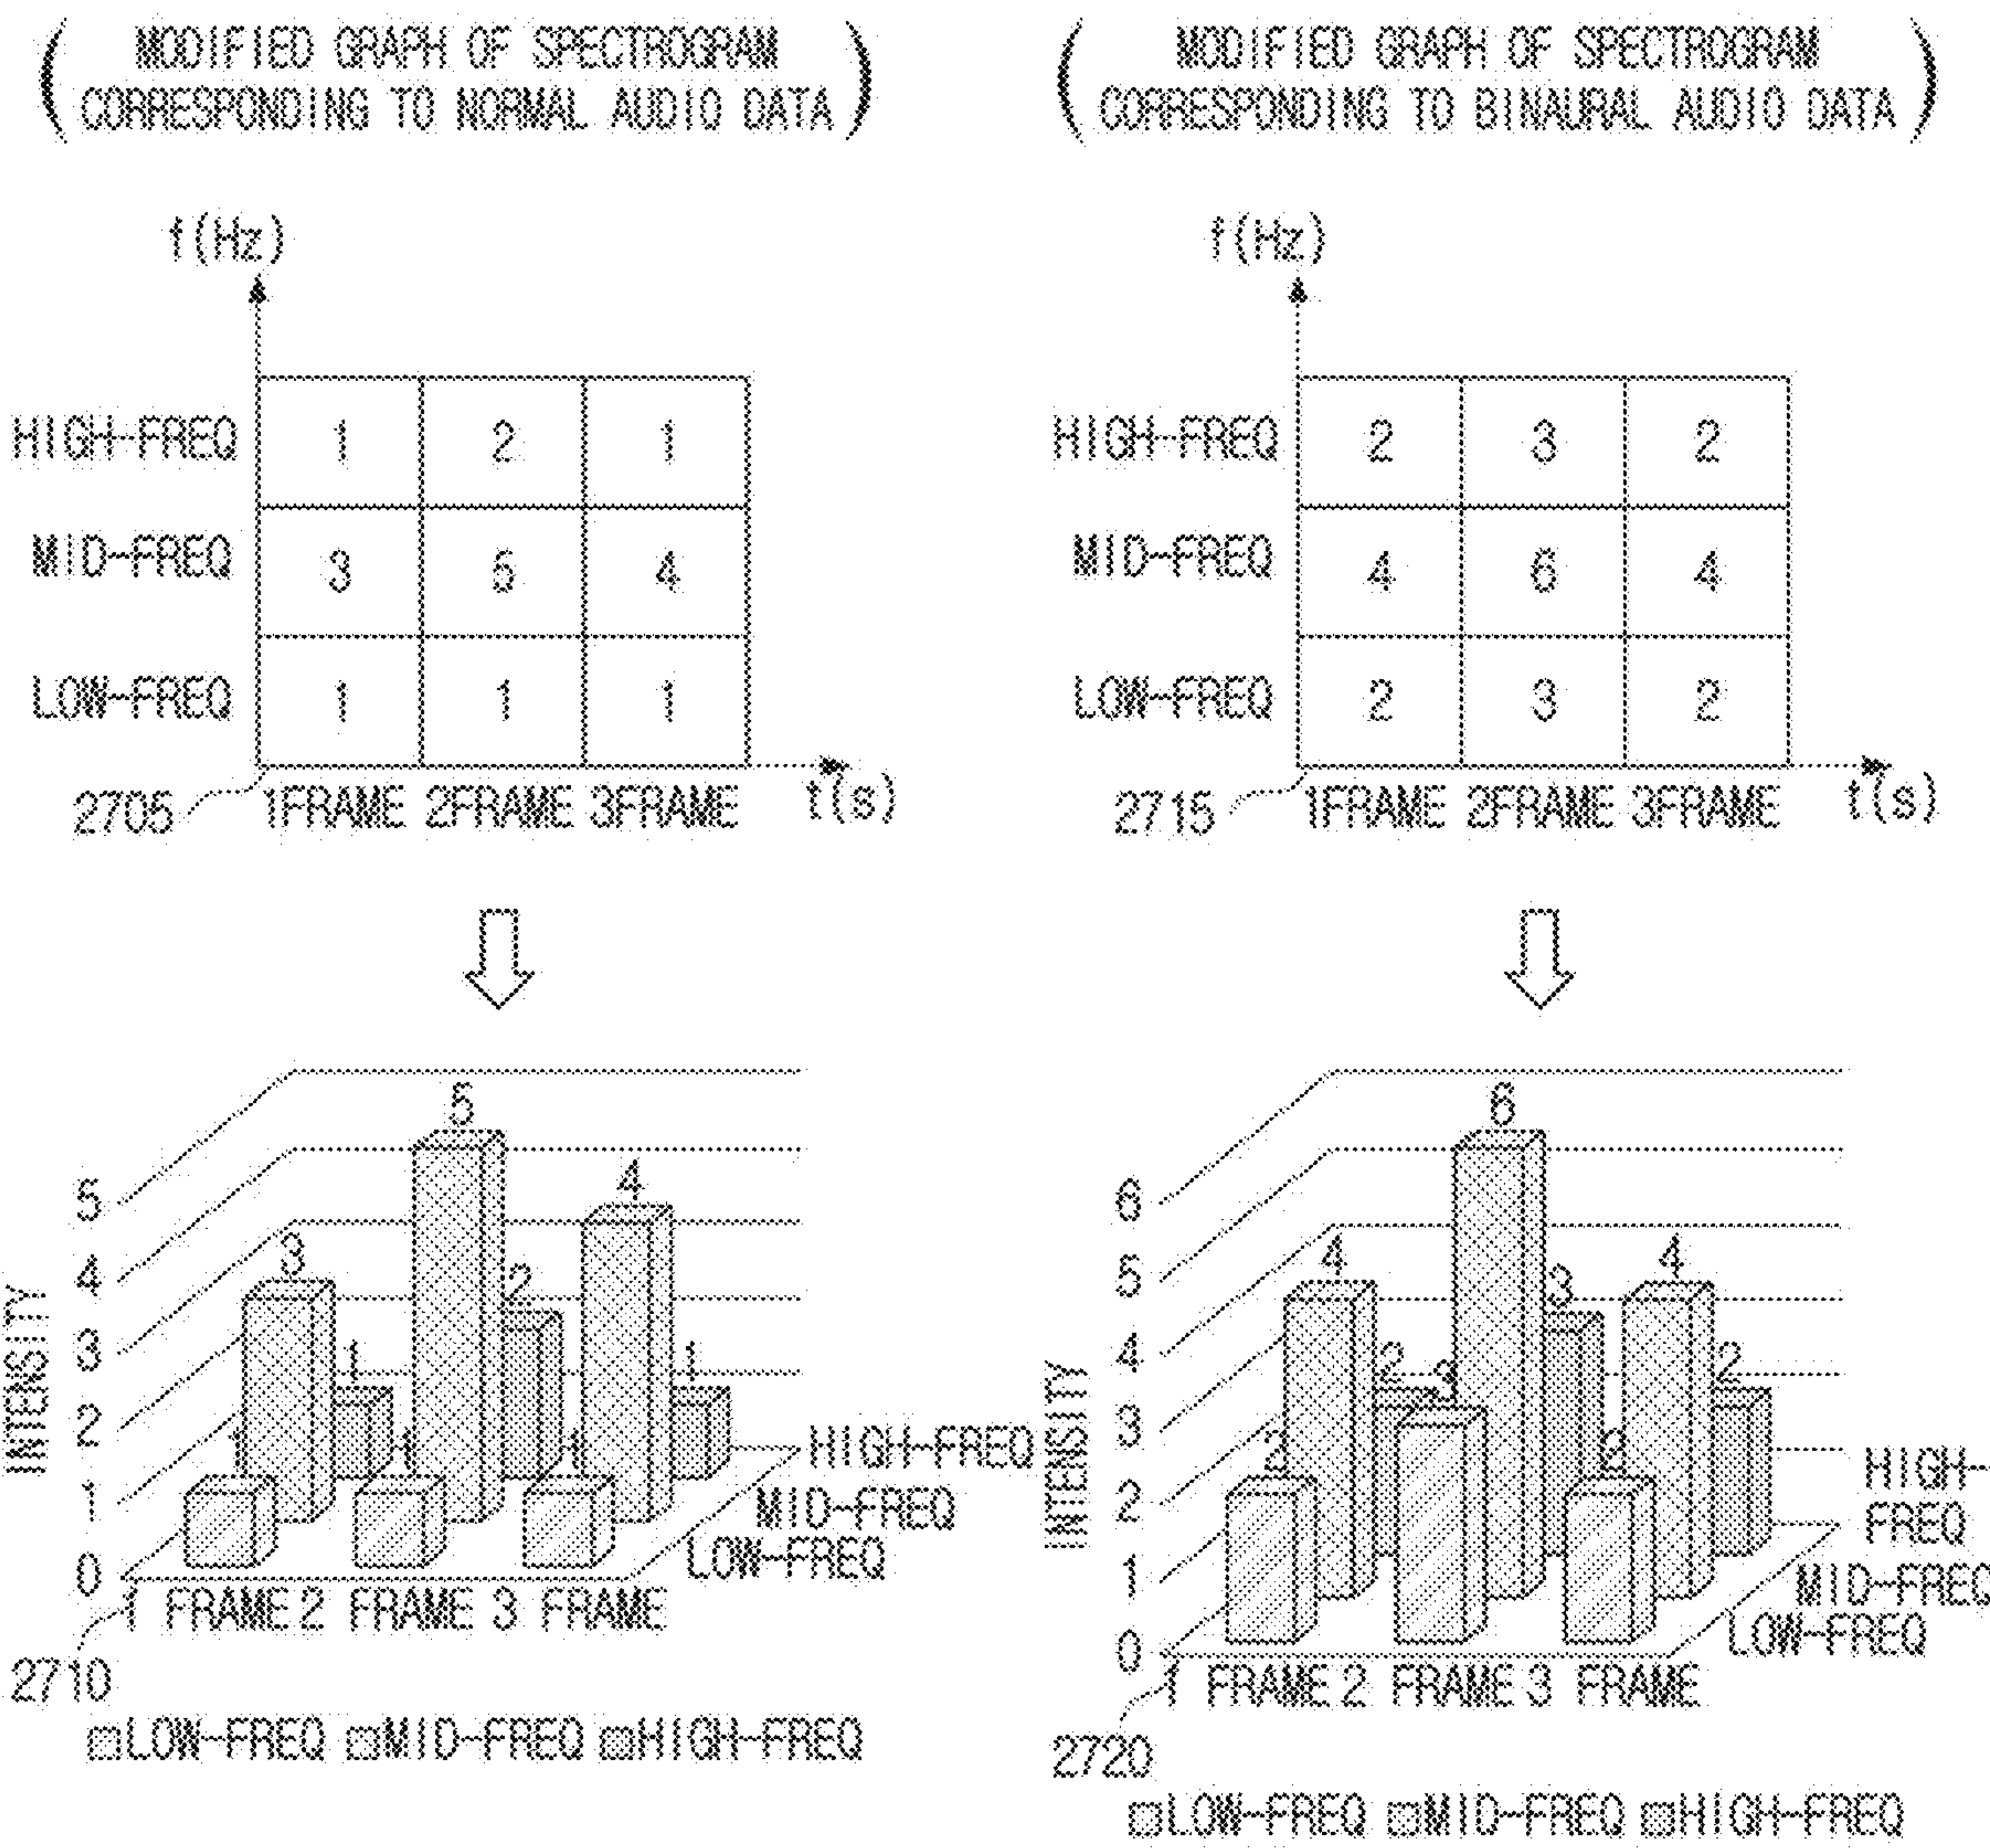 MODIFIED GRAPH OF SPECTROGRAM
CORRESPONDING TO NORMAL AUDIO DATA
f(Hz)
HIGH-FREQ 1 2 1
MID-FREQ 3 5 4
LOW-FREQ 1 1 1
2705 1FRAME 2FRAME 3FRAME t(s)
5
4
3
2
1
0
INTENSITY
5
4
3
2
1
1
1
1
1
HIGH-FREQ
MID-FREQ
LOW-FREQ
1 FRAME 2 FRAME 3 FRAME
2710
LOW-FREQ MID-FREQ HIGH-FREQ
MODIFIED GRAPH OF SPECTROGRAM
CORRESPONDING TO BINAURAL AUDIO DATA
f(Hz)
HIGH-FREQ 2 3 2
MID-FREQ 4 6 4
LOW-FREQ 2 3 2
2715 1FRAME 2FRAME 3FRAME t(s)
6
5
4
3
2
1
0
INTENSITY
6
4
4
3
2
3
2
2
2
HIGH-
FREQ
MID-FREQ
LOW-FREQ
1 FRAME 2 FRAME 3 FRAME
2720
LOW-FREQ MID-FREQ HIGH-FREQ